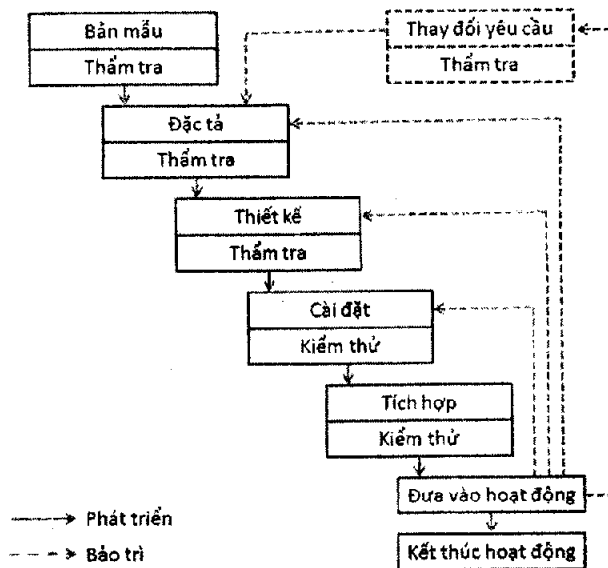 Bản mẫu
Thẩm tra
Thay đổi yêu cầu
Thẩm tra
Đặc tả
Thẩm tra
Thiết kế
Thẩm tra
Cài đặt
Kiểm thử
Tích hợp
Kiểm thử
Đưa vào hoạt động
Kết thúc hoạt động
Phát triển
Bảo trì